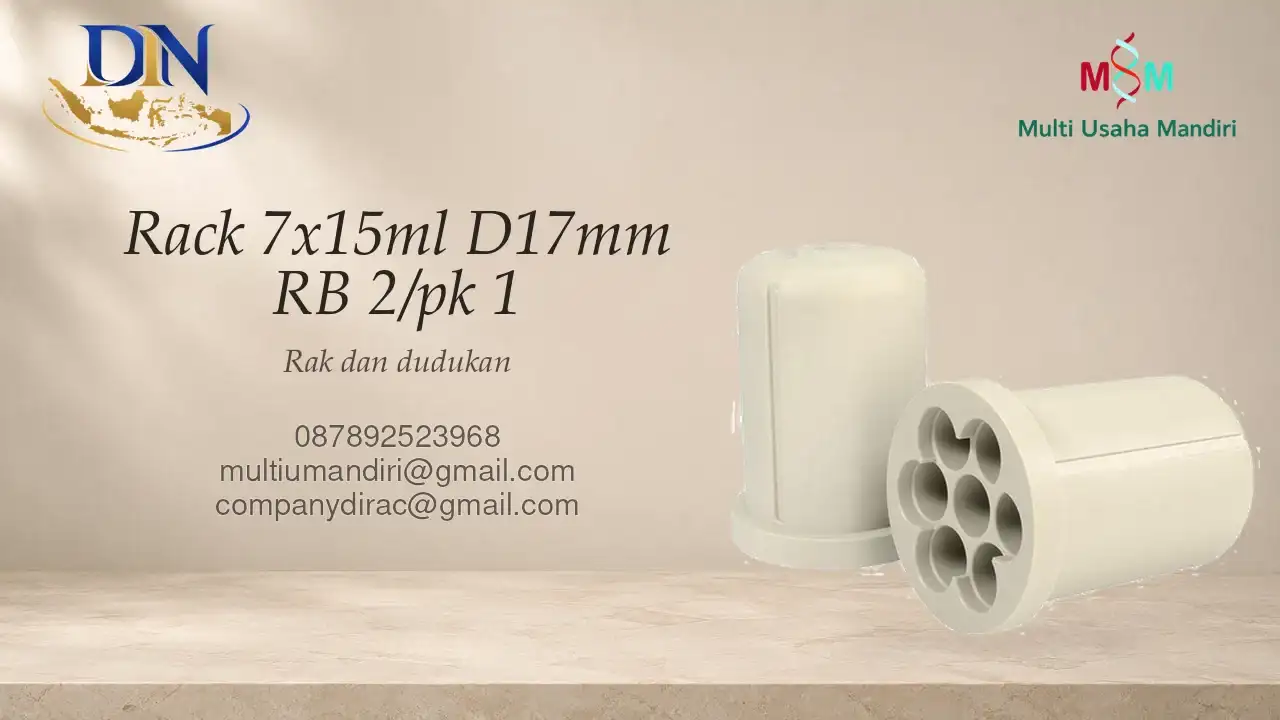 DIN
M M
Multi Usaha Mandiri
Rack 7x15ml D17mm
RB 2/pk 1
Rak dan dudukan
087892523968
multiumandiri@gmail.com
companydirac@gmail.com